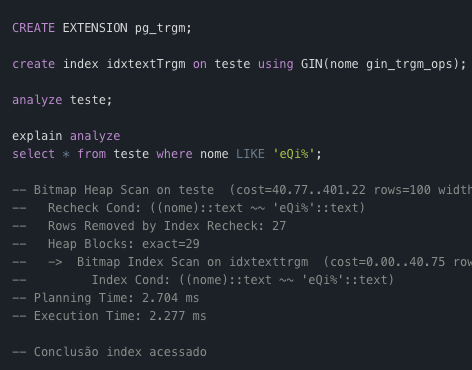 CREATE EXTENSION pg_trgm;
create index idxtextTrgm on teste using GIN(nome gin_trgm_ops);
analyze teste;
explain analyze
select * from teste where nome LIKE 'eQi%';
-- Bitmap Heap Scan on teste  (cost=40.77..401.22 rows=100 width
--   Recheck Cond: ((nome)::text ~~ 'eQi%'::text)
--   Rows Removed by Index Recheck: 27
--   Heap Blocks: exact=29
--   ->  Bitmap Index Scan on idxtexttrgm  (cost=0.00..40.75 row
--         Index Cond: ((nome)::text ~~ 'eQi%'::text)
-- Planning Time: 2.704 ms
-- Execution Time: 2.277 ms
-- Conclusão index acessado